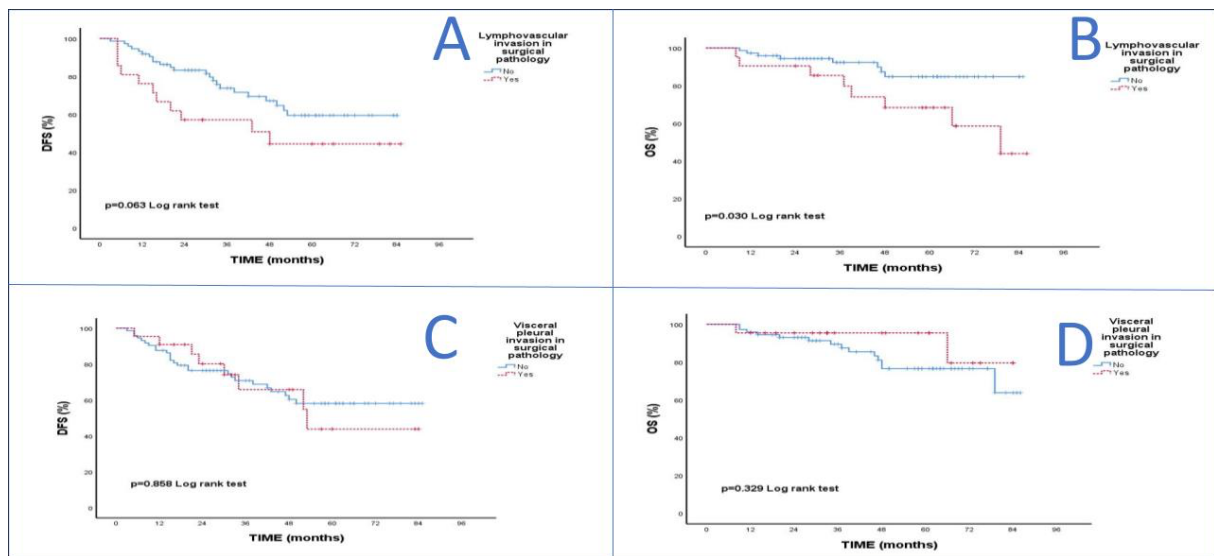 A
Lymphovascular
invasion in
surgical
pathology
No
Yes
100
80
60
40
20
0
DFS (%)
p=0.063 Log rank test
0 12 24 36 48 60 72 84 96
TIME (months)
B
Lymphovascular
invasion in
surgical
pathology
No
Yes
100
80
60
40
20
0
OS (%)
p=0.030 Log rank test
0 12 24 36 48 60 72 84 96
TIME (months)
C
Visceral
pleural
invasion in
surgical
pathology
No
Yes
100
80
60
40
20
0
DFS (%)
p=0.858 Log rank test
0 12 24 36 48 60 72 84 96
TIME (months)
D
Visceral
pleural
invasion in
surgical
pathology
No
Yes
100
80
60
40
20
0
OS (%)
p=0.329 Log rank test
0 12 24 36 48 60 72 84 96
TIME (months)